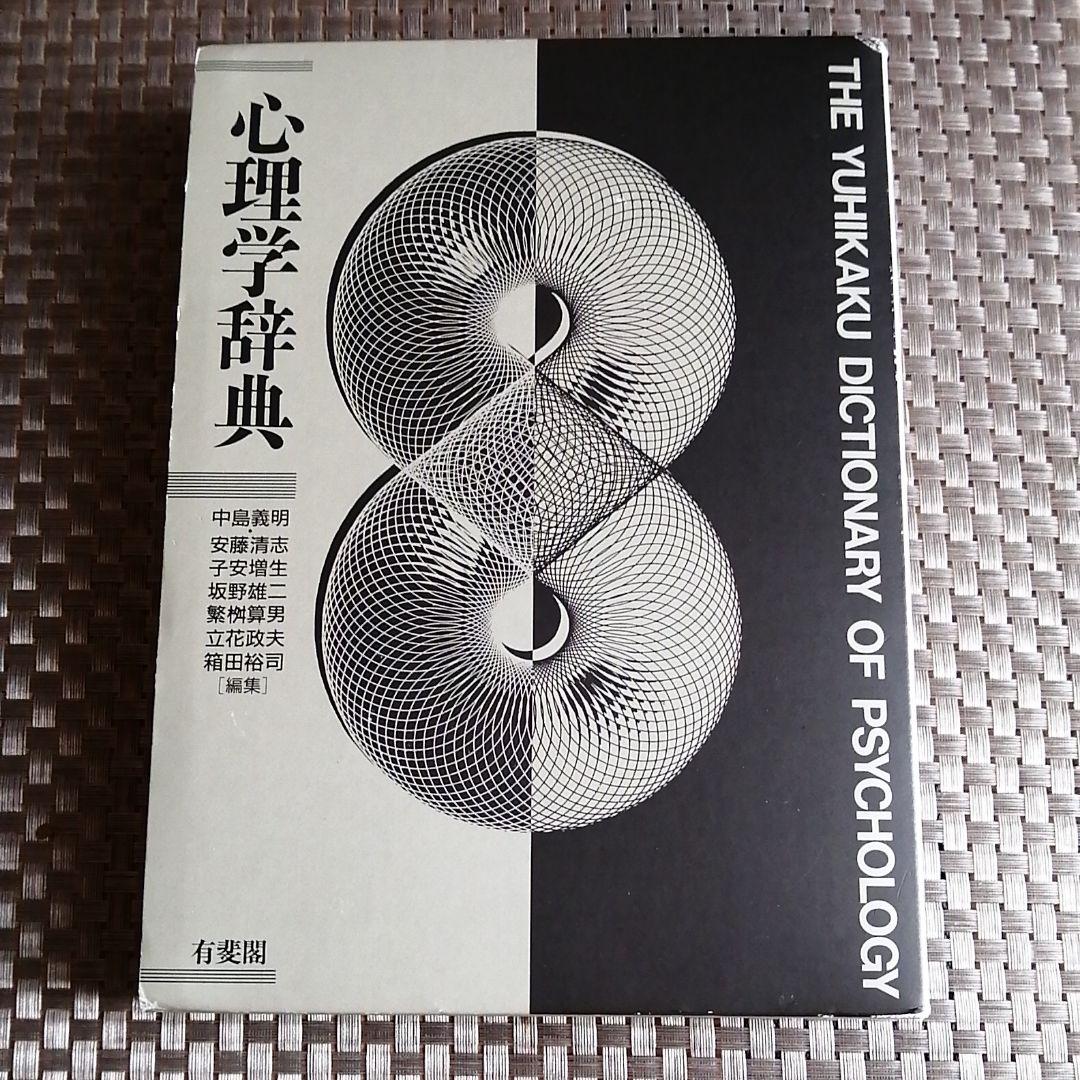 心理学辞典
中島義明
安藤清志
子安増生
坂野雄二
繁桝算男
立花政夫
箱田裕司
[編集]
有斐閣
THE YUHIKAKU DICTIONARY OF PSYCHOLOGY